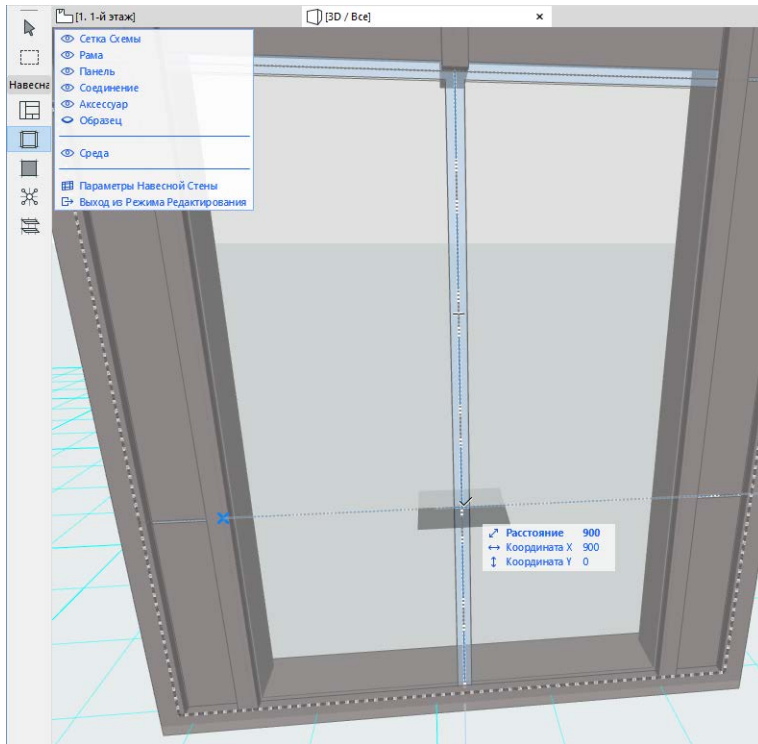 [1. 1-й этаж]
[3D / Все]
Навесна
Сетка Схемы
Рама
Панель
Соединение
Аксессуар
Образец
Среда
Параметры Навесной Стены
Выход из Режима Редактирования
Расстояние 900
Координата X 900
Координата Y 0